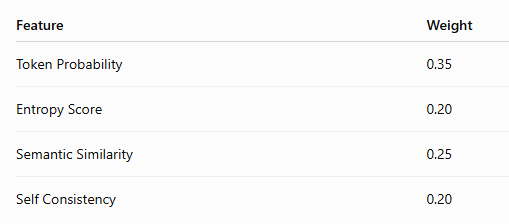 Feature Weight
Token Probability 0.35
Entropy Score 0.20
Semantic Similarity 0.25
Self Consistency 0.20